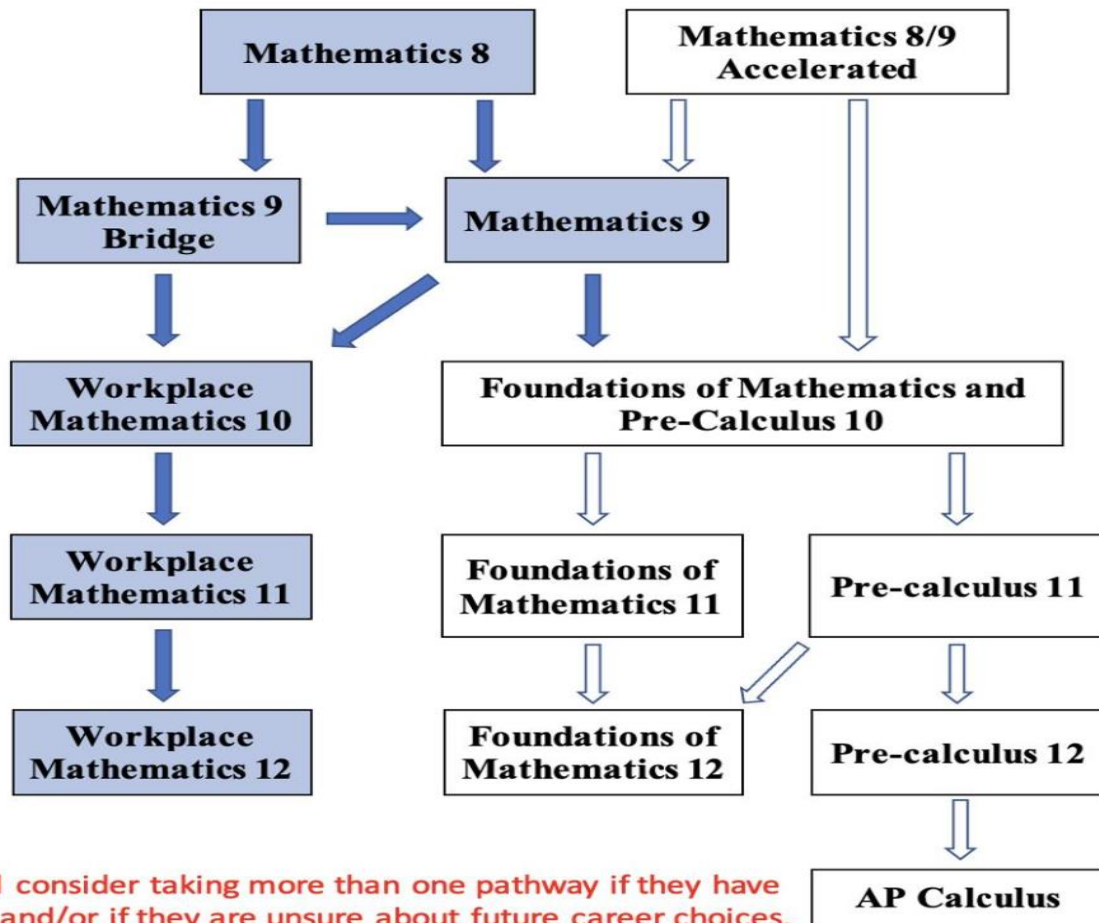 Mathematics 8
Mathematics 8/9
Accelerated
Mathematics 9
Bridge
Mathematics 9
Workplace
Mathematics 10
Foundations of Mathematics and
Pre-Calculus 10
Workplace
Mathematics 11
Foundations of
Mathematics 11
Pre-calculus 11
Workplace
Mathematics 12
Foundations of
Mathematics 12
Pre-calculus 12
consider taking more than one pathway if they have
and/or if they are unsure about future career choices.
AP Calculus